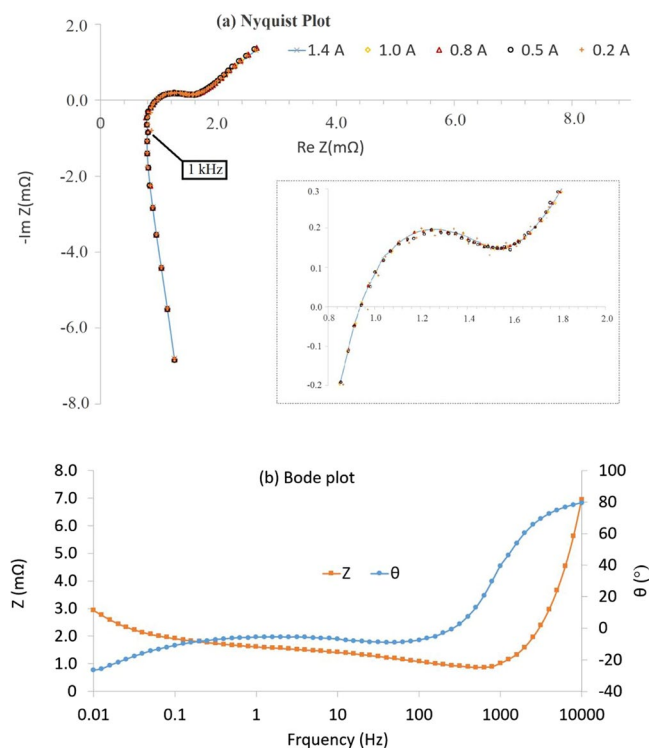 (a) Nyquist Plot
2.0
1.4 A 1.0 A 0.8 A 0.5 A 0.2 A
0.0
0 2.0 4.0 6.0 8.0
Re Z(mΩ)
1 kHz
-Im Z(mΩ)
-2.0
-4.0
-6.0
-8.0
0.3
0.2
0.1
0.0
0.8 1.0 1.2 1.4 1.6 1.8 2.0
-0.1
-0.2
(b) Bode plot
8.0 100
7.0 80
6.0 60
5.0
Z θ
40
4.0
20
3.0
0
2.0
-20
1.0
0 -40
Z (mΩ)
θ (°)
0.01 0.1 1 10 100 1000 10000
Frquency (Hz)